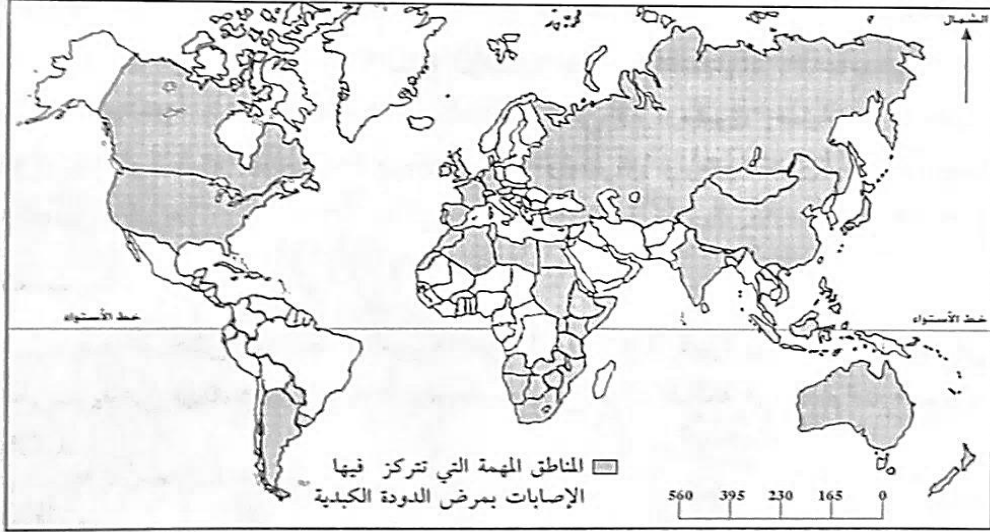 الشمال
خط الأستواء
خط الأستواء
المناطق المهمة التي تتركز فيها
الإصابات بمرض الدودة الكبدية
560 395 230 165 0